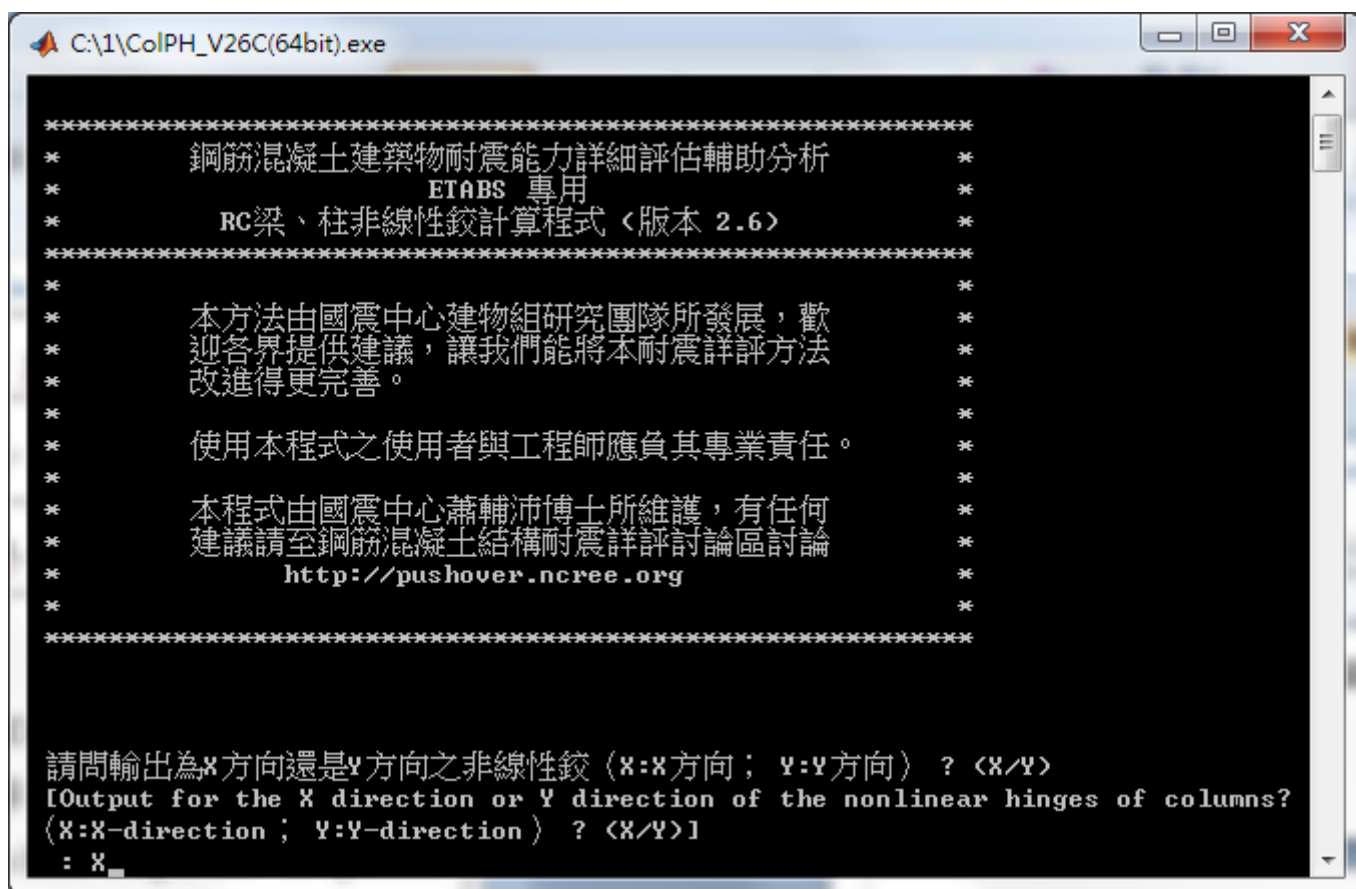 C:\1\ColPH_V26C(64bit).exe
**********************************************************
* 鋼筋混凝土建築物耐震能力詳細評估輔助分析 *
* ETABS 專用 *
* RC梁、柱非線性鉸計算程式 (版本 2.6) *
**********************************************************
* *
* 本方法由國震中心建物組研究團隊所發展，歡 *
* 迎各界提供建議，讓我們能將本耐震詳評方法 *
* 改進得更完善。 *
* *
* 使用本程式之使用者與工程師應負其專業責任。 *
* *
* 本程式由國震中心蕭輔沛博士所維護，有任何 *
* 建議請至鋼筋混凝土結構耐震詳評討論區討論 *
* http://pushover.ncree.org *
* *
**********************************************************
請問輸出為X方向還是Y方向之非線性鉸（X:X方向； Y:Y方向） ? (X/Y)
[Output for the X direction or Y direction of the nonlinear hinges of columns?
（X:X-direction； Y:Y-direction） ? (X/Y)]
: X_